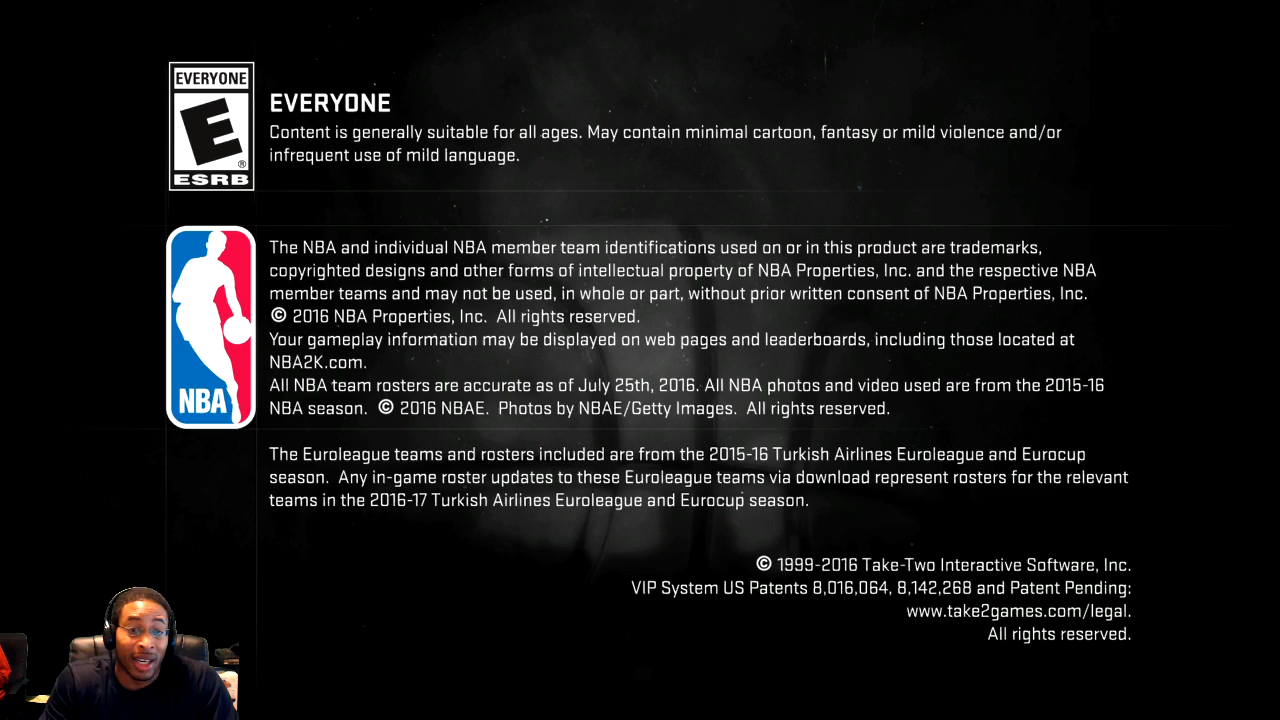 EVERYONE
E
®
ESRB
EVERYONE
Content is generally suitable for all ages. May contain minimal cartoon, fantasy or mild violence and/or
infrequent use of mild language.
NBA
The NBA and individual NBA member team identifications used on or in this product are trademarks,
copyrighted designs and other forms of intellectual property of NBA Properties, Inc. and the respective NBA
member teams and may not be used, in whole or part, without prior written consent of NBA Properties, Inc.
© 2016 NBA Properties, Inc. All rights reserved.
Your gameplay information may be displayed on web pages and leaderboards, including those located at
NBA2K.com.
All NBA team rosters are accurate as of July 25th, 2016. All NBA photos and video used are from the 2015-16
NBA season. © 2016 NBAE. Photos by NBAE/Getty Images. All rights reserved.
The Euroleague teams and rosters included are from the 2015-16 Turkish Airlines Euroleague and Eurocup
season. Any in-game roster updates to these Euroleague teams via download represent rosters for the relevant
teams in the 2016-17 Turkish Airlines Euroleague and Eurocup season.
© 1999-2016 Take-Two Interactive Software, Inc.
VIP System US Patents 8,016,064, 8,142,268 and Patent Pending:
www.take2games.com/legal.
All rights reserved.